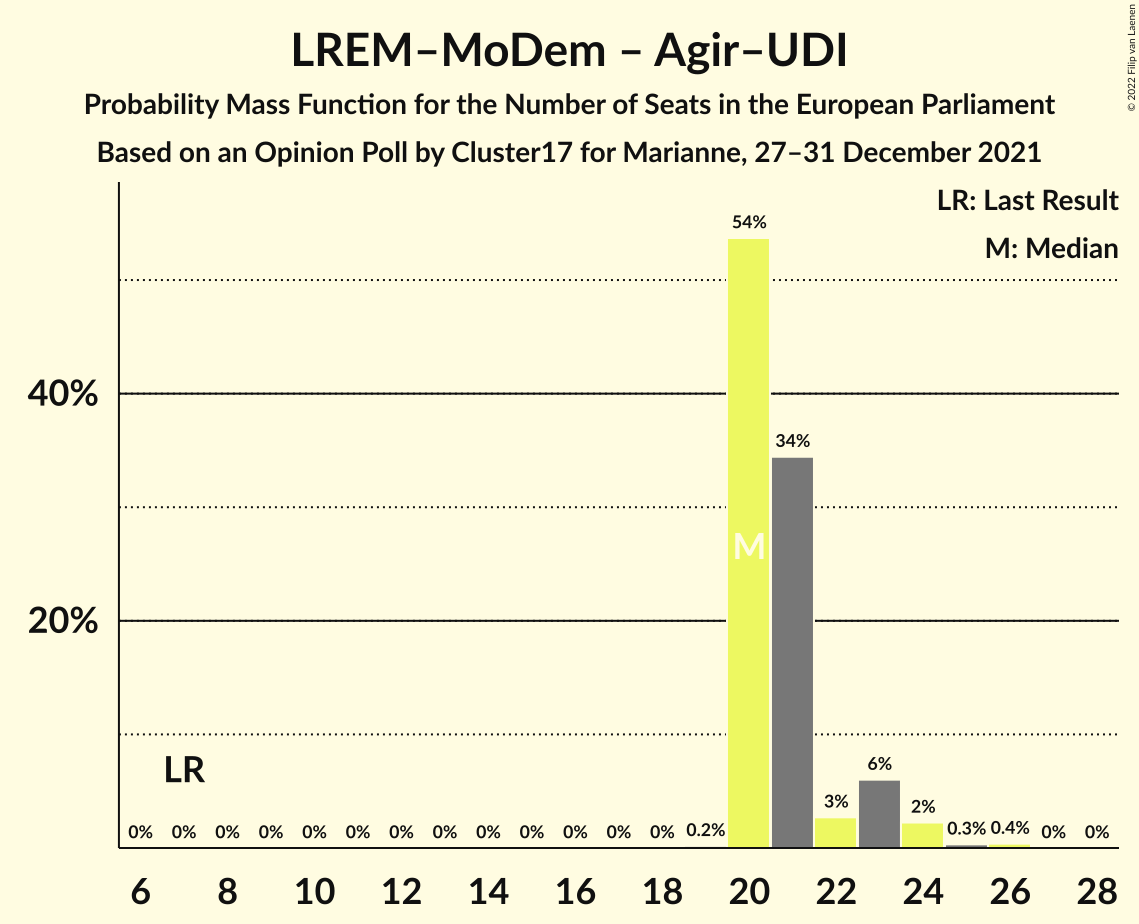 LREM–MoDem – Agir–UDI
Probability Mass Function for the Number of Seats in the European Parliament
Based on an Opinion Poll by Cluster17 for Marianne, 27–31 December 2021
© 2022 Filip van Laenen
LR: Last Result
M: Median
54%
40%
34%
M
20%
LR
6%
3%
2%
0% 0% 0% 0% 0% 0% 0% 0% 0% 0% 0% 0% 0% 0.2% 0.3% 0.4% 0% 0%
6 8 10 12 14 16 18 20 22 24 26 28